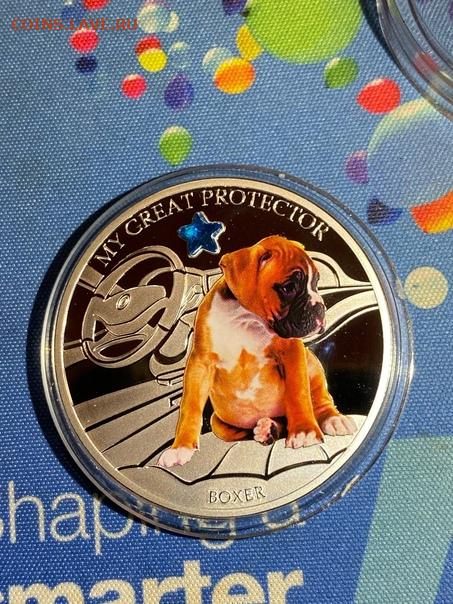 COINS.LAVE.RU
MY GREAT PROTECTOR
BOXER
shaping a
smarter